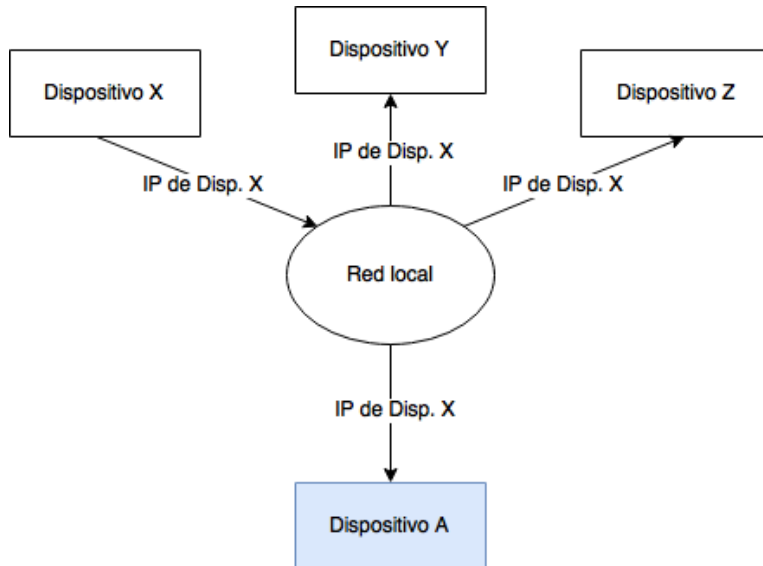 Dispositivo Y
Dispositivo X
Dispositivo Z
IP de Disp. X
IP de Disp. X
IP de Disp. X
Red local
IP de Disp. X
Dispositivo A